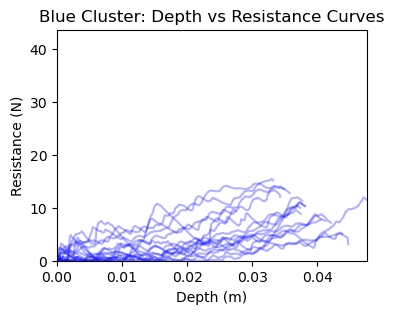 Blue Cluster: Depth vs Resistance Curves
40
30
20
10
0
Resistance (N)
0.00 0.01 0.02 0.03 0.04
Depth (m)